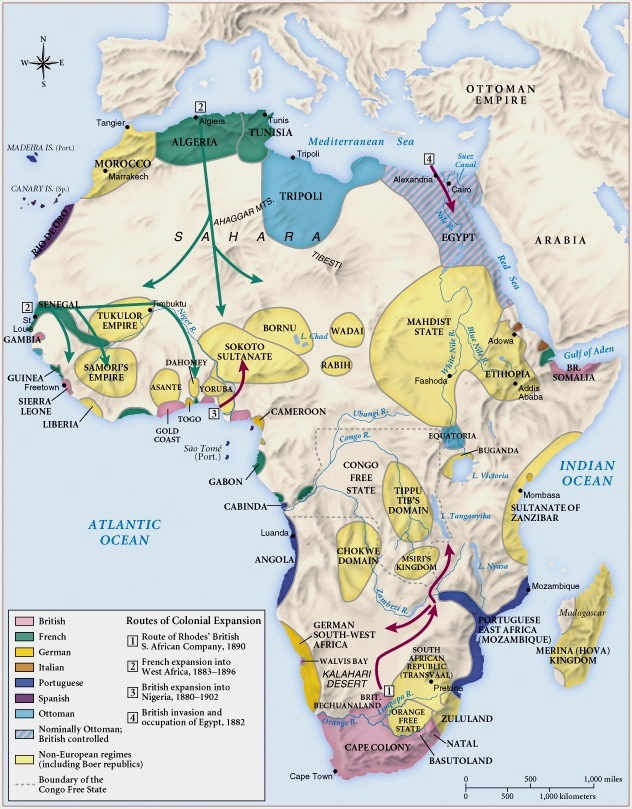 N
W
E
S
OTTOMAN
EMPIRE
2
Algiers
Tunis
Tangier
ALGERIA
TUNISIA
Mediterranean Sea
MADEIRA IS. (Port.)
MOROCCO
Marrakech
Tripoli
4
Suez
Canal
Alexandria
Cairo
CANARY IS. (Sp.)
TRIPOLI
Nile R.
AHAGGAR MTS.
RIO DE ORO
SAHARA
EGYPT
ARABIA
TIBESTI
Red Sea
2
SENEGAL
St.
Louis
Timbuktu
TUKULOR
EMPIRE
Niger R.
GAMBIA
BORNU
WADAI
L. Chad
MAHDIST
STATE
Adowa
SOKOTO
SULTANATE
Blue Nile R.
White Nile R.
Gulf of Aden
SAMORI'S
EMPIRE
DAHOMEY
RABIH
GUINEA
Freetown
ASANTE
YORUBA
Fashoda
ETHIOPIA
Addis
Ababa
BR.
SOMALIA
SIERRA
LEONE
LIBERIA
TOGO
3
CAMEROON
GOLD
COAST
Ubangi R.
EQUATORIA
São Tomé
(Port.)
Congo R.
BUGANDA
GABON
CONGO
FREE
STATE
L. Victoria
INDIAN
OCEAN
CABINDA
TIPPU
TIB'S
DOMAIN
Mombasa
SULTANATE OF
ZANZIBAR
ATLANTIC
OCEAN
Luanda
L. Tanganyika
ANGOLA
CHOKWE
DOMAIN
MSIRI'S
KINGDOM
L. Nyasa
Mozambique
Zambezi R.
Madagascar
PORTUGUESE
EAST AFRICA
(MOZAMBIQUE)
GERMAN
SOUTH-WEST
AFRICA
MERINA (HOVA)
KINGDOM
WALVIS BAY
SOUTH
AFRICAN
REPUBLIC
(TRANSVAAL)
KALAHARI
DESERT
Pretoria
1
BRIT.
BECHUANALAND
Limpopo R.
ORANGE
FREE
STATE
Orange R.
ZULULAND
CAPE COLONY
NATAL
BASUTOLAND
Cape Town
British
French
German
Italian
Portuguese
Spanish
Ottoman
Nominally Ottoman;
British controlled
Non-European regimes
(including Boer republics)
Boundary of the
Congo Free State
Routes of Colonial Expansion
1 Route of Rhodes' British
S. African Company, 1890
2 French expansion into
West Africa, 1883–1896
3 British expansion into
Nigeria, 1880–1902
4 British invasion and
occupation of Egypt, 1882
0 500 1,000 miles
0 500 1,000 kilometers